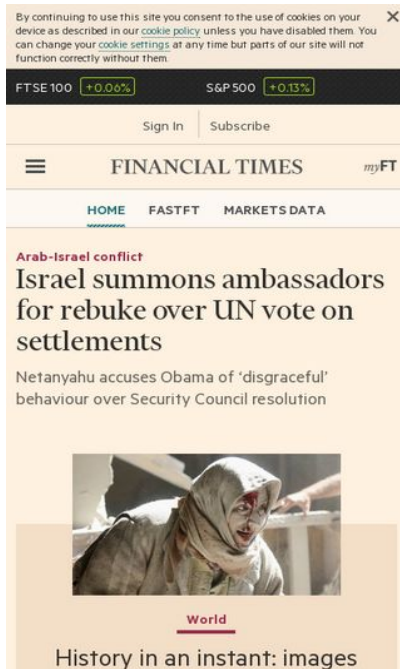 By continuing to use this site you consent to the use of cookies on your
device as described in our cookie policy unless you have disabled them. You
can change your cookie settings at any time but parts of our site will not
function correctly without them.
FTSE 100 +0.06% S&P 500 +0.13%
Sign In Subscribe
FINANCIAL TIMES myFT
HOME FASTFT MARKETS DATA
Arab-Israel conflict
Israel summons ambassadors
for rebuke over UN vote on
settlements
Netanyahu accuses Obama of ‘disgraceful’
behaviour over Security Council resolution
World
History in an instant: images